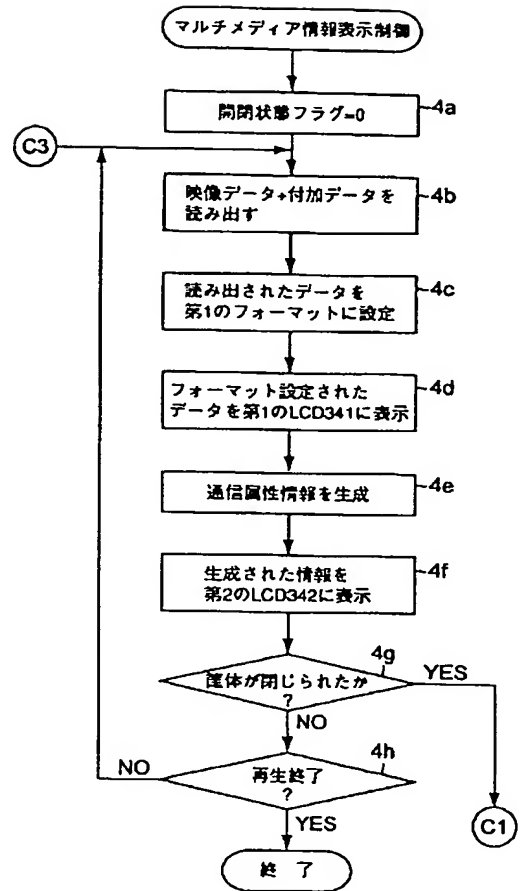 マルチメディア情報表示制御
開閉状態フラグ=0
4a
C3
映像データ+付加データを
読み出す
4b
読み出されたデータを
第1のフォーマットに設定
4c
フォーマット設定された
データを第1のLCD341に表示
4d
通信属性情報を生成
4e
生成された情報を
第2のLCD342に表示
4f
4g
筐体が閉じられたか
?
YES
NO
4h
再生終了
?
NO
YES
C1
終 了